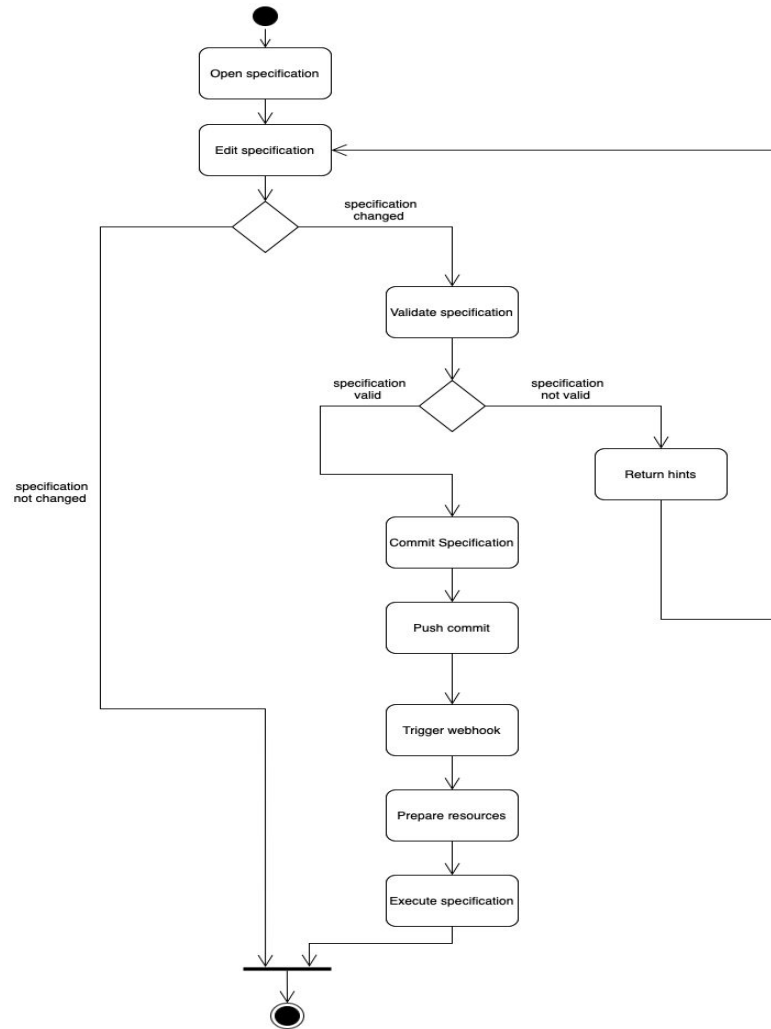 Open specification
Edit specification
specification
changed
Validate specification
specification
valid
specification
not valid
Return hints
specification
not changed
Commit Specification
Push commit
Trigger webhook
Prepare resources
Execute specification